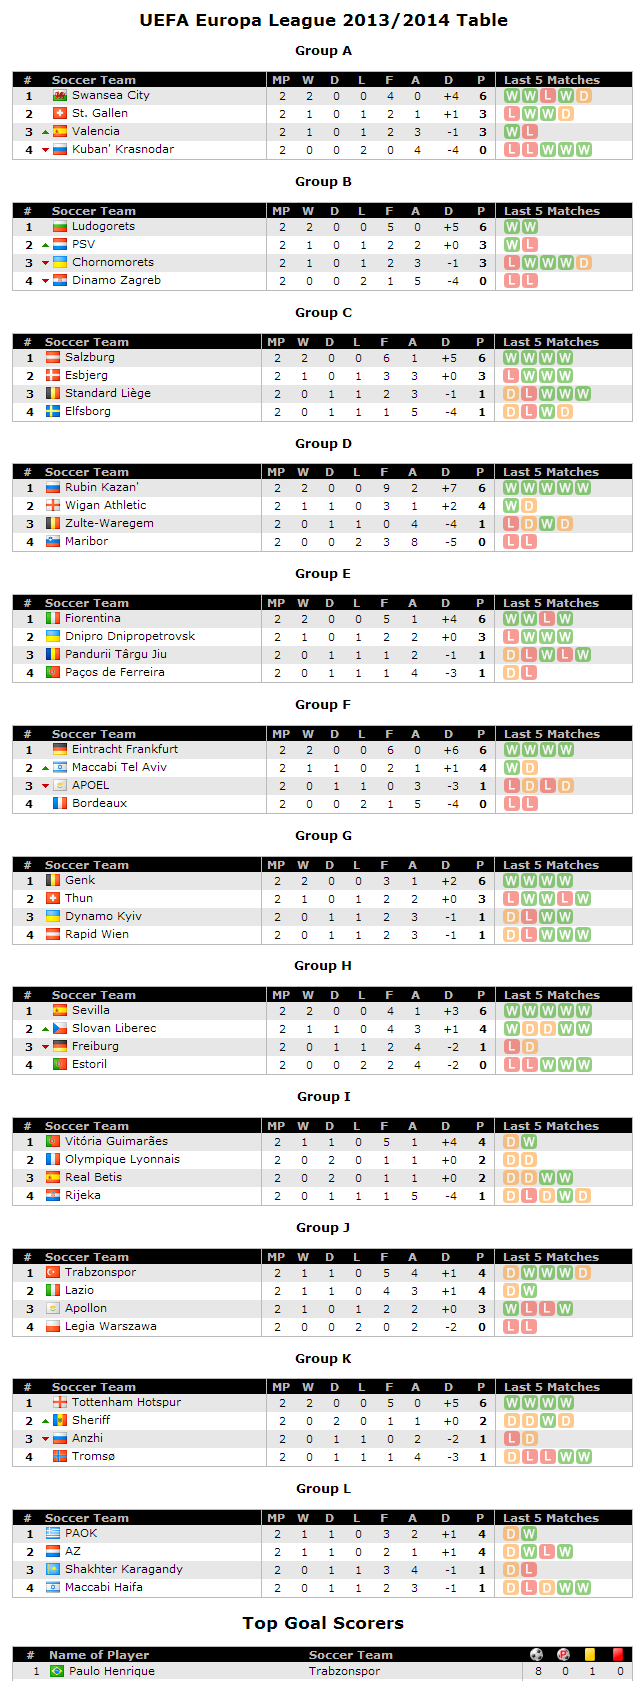 UEFA Europa League 2013/2014 Table
Group A
# Soccer Team MP W D L F A D P Last 5 Matches
1 Swansea City 2 2 0 0 4 0 +4 6 W W L W D
2 St. Gallen 2 1 0 1 2 1 +1 3 L W W D
3 Valencia 2 1 0 1 2 3 -1 3 W L
4 Kuban' Krasnodar 2 0 0 2 0 4 -4 0 L L W W W
Group B
# Soccer Team MP W D L F A D P Last 5 Matches
1 Ludogorets 2 2 0 0 5 0 +5 6 W W
2 PSV 2 1 0 1 2 2 +0 3 W L
3 Chornomorets 2 1 0 1 2 3 -1 3 L W W W D
4 Dinamo Zagreb 2 0 0 2 1 5 -4 0 L L
Group C
# Soccer Team MP W D L F A D P Last 5 Matches
1 Salzburg 2 2 0 0 6 1 +5 6 W W W W
2 Esbjerg 2 1 0 1 3 3 +0 3 L W W W
3 Standard Liège 2 0 1 1 2 3 -1 1 D L W W W
4 Elfsborg 2 0 1 1 1 5 -4 1 D L W D
Group D
# Soccer Team MP W D L F A D P Last 5 Matches
1 Rubin Kazan' 2 2 0 0 9 2 +7 6 W W W W W
2 Wigan Athletic 2 1 1 0 3 1 +2 4 W D
3 Zulte-Waregem 2 0 1 1 0 4 -4 1 L D W D
4 Maribor 2 0 0 2 3 8 -5 0 L L
Group E
# Soccer Team MP W D L F A D P Last 5 Matches
1 Fiorentina 2 2 0 0 5 1 +4 6 W W L W
2 Dnipro Dnipropetrovsk 2 1 0 1 2 2 +0 3 L W W W
3 Pandurii Târgu Jiu 2 0 1 1 1 2 -1 1 D L W L W
4 Paços de Ferreira 2 0 1 1 1 4 -3 1 D L
Group F
# Soccer Team MP W D L F A D P Last 5 Matches
1 Eintracht Frankfurt 2 2 0 0 6 0 +6 6 W W W W
2 Maccabi Tel Aviv 2 1 1 0 2 1 +1 4 W D
3 APOEL 2 0 1 1 0 3 -3 1 L D L D
4 Bordeaux 2 0 0 2 1 5 -4 0 L L
Group G
# Soccer Team MP W D L F A D P Last 5 Matches
1 Genk 2 2 0 0 3 1 +2 6 W W W W
2 Thun 2 1 0 1 2 2 +0 3 L W W L W
3 Dynamo Kyiv 2 0 1 1 2 3 -1 1 D L W W
4 Rapid Wien 2 0 1 1 2 3 -1 1 D L W W W
Group H
# Soccer Team MP W D L F A D P Last 5 Matches
1 Sevilla 2 2 0 0 4 1 +3 6 W W W W W
2 Slovan Liberec 2 1 1 0 4 3 +1 4 W D D W W
3 Freiburg 2 0 1 1 2 4 -2 1 L D
4 Estoril 2 0 0 2 2 4 -2 0 L L W W W
Group I
# Soccer Team MP W D L F A D P Last 5 Matches
1 Vitória Guimarães 2 1 1 0 5 1 +4 4 D W
2 Olympique Lyonnais 2 0 2 0 1 1 +0 2 D D
3 Real Betis 2 0 2 0 1 1 +0 2 D D W W
4 Rijeka 2 0 1 1 1 5 -4 1 D L D W D
Group J
# Soccer Team MP W D L F A D P Last 5 Matches
1 Trabzonspor 2 1 1 0 5 4 +1 4 D W W W D
2 Lazio 2 1 1 0 4 3 +1 4 D W
3 Apollon 2 1 0 1 2 2 +0 3 W L L W
4 Legia Warszawa 2 0 0 2 0 2 -2 0 L L
Group K
# Soccer Team MP W D L F A D P Last 5 Matches
1 Tottenham Hotspur 2 2 0 0 5 0 +5 6 W W W W
2 Sheriff 2 0 2 0 1 1 +0 2 D D W D
3 Anzhi 2 0 1 1 0 2 -2 1 L D
4 Tromsø 2 0 1 1 1 4 -3 1 D L L W W
Group L
# Soccer Team MP W D L F A D P Last 5 Matches
1 PAOK 2 1 1 0 3 2 +1 4 D W
2 AZ 2 1 1 0 2 1 +1 4 D W L W
3 Shakhter Karagandy 2 0 1 1 3 4 -1 1 D L
4 Maccabi Haifa 2 0 1 1 2 3 -1 1 D L D W W
Top Goal Scorers
# Name of Player Soccer Team P
1 Paulo Henrique Trabzonspor 8 0 1 0